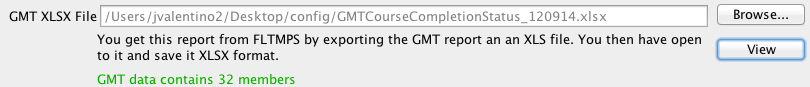 GMT XLSX File /Users/jvalentino2/Desktop/config/GMTCourseCompletionStatus_120914.xlsx Browse...
You get this report from FLTMPS by exporting the GMT report an an XLS file. You then have open
to it and save it XLSX format. View
GMT data contains 32 members